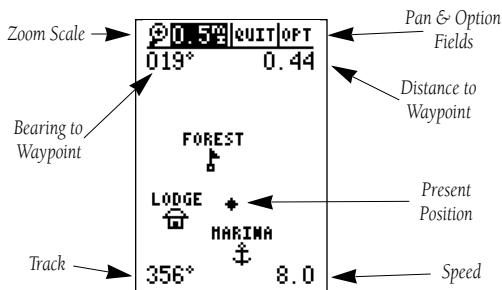 Zoom Scale
0.5 QUIT OPT
Pan & Option
Fields
019° 0.44
Distance to
Waypoint
Bearing to
Waypoint
FOREST
LODGE
Present
Position
MARINA
Track
356° 8.0
Speed